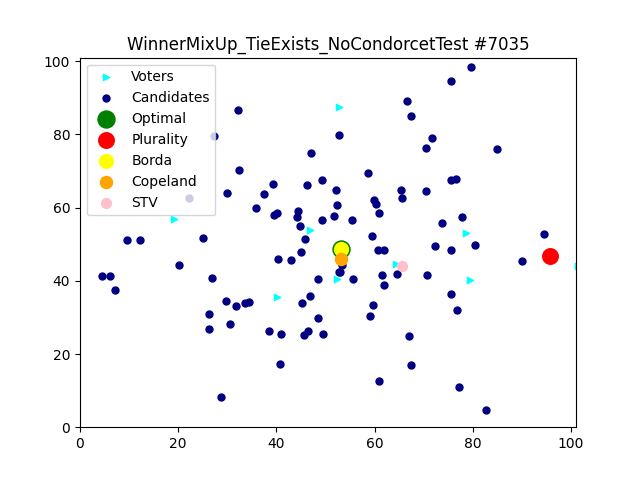 WinnerMixUp_TieExists_NoCondorcetTest #7035
100
80
60
40
20
0
Voters
Candidates
Optimal
Plurality
Borda
Copeland
STV
0 20 40 60 80 100